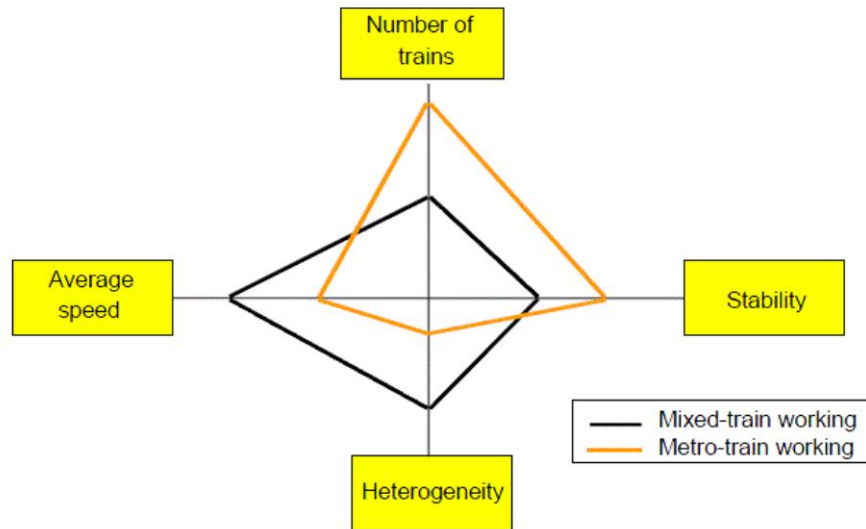 Number of
trains
Average
speed
Stability
Mixed-train working
Metro-train working
Heterogeneity